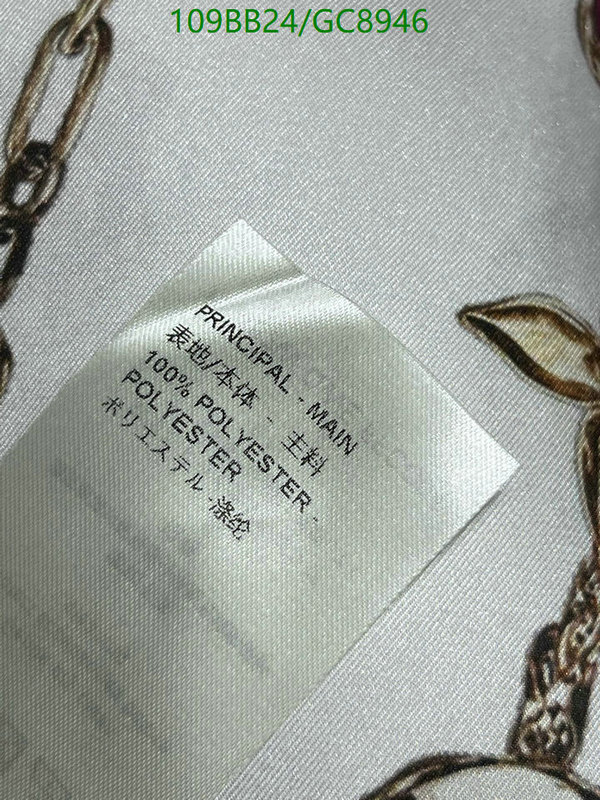 109BB24/GC8946
PRINCIPAL - MAIN
表地/本体 - 主料
100% POLYESTER -
POLYESTER
ポリエステル -涤纶